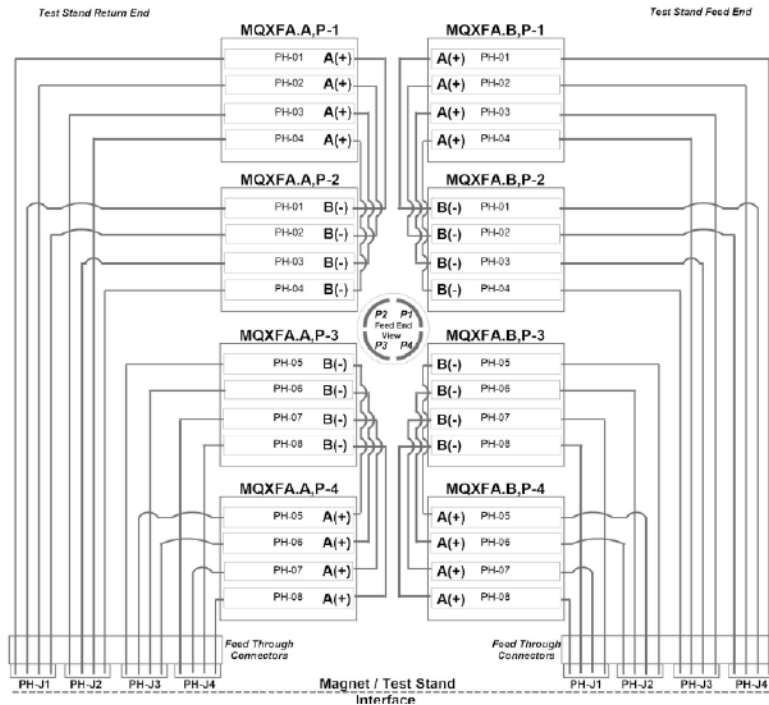 Test Stand Return End
Test Stand Feed End
MQXFA.A,P-1
PH-01 A(+)
PH-02 A(+)
PH-03 A(+)
PH-04 A(+)
MQXFA.B,P-1
A(+) PH-01
A(+) PH-02
A(+) PH-03
A(+) PH-04
MQXFA.A,P-2
PH-01 B(-)
PH-02 B(-)
PH-03 B(-)
PH-04 B(-)
MQXFA.B,P-2
B(-) PH-01
B(-) PH-02
B(-) PH-03
B(-) PH-04
P2 P1
Feed End
View
P3 P4
MQXFA.A,P-3
PH-05 B(-)
PH-06 B(-)
PH-07 B(-)
PH-08 B(-)
MQXFA.B,P-3
B(-) PH-05
B(-) PH-06
B(-) PH-07
B(-) PH-08
MQXFA.A,P-4
PH-05 A(+)
PH-06 A(+)
PH-07 A(+)
PH-08 A(+)
MQXFA.B,P-4
A(+) PH-05
A(+) PH-06
A(+) PH-07
A(+) PH-08
Feed Through
Connectors
Feed Through
Connectors
PH-J1 PH-J2 PH-J3 PH-J4
Magnet / Test Stand
Interface
PH-J1 PH-J2 PH-J3 PH-J4